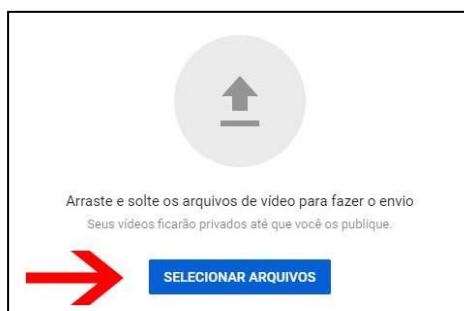 Arraste e solte os arquivos de vídeo para fazer o envio
Seus vídeos ficarão privados até que você os publique.
SELECIONAR ARQUIVOS